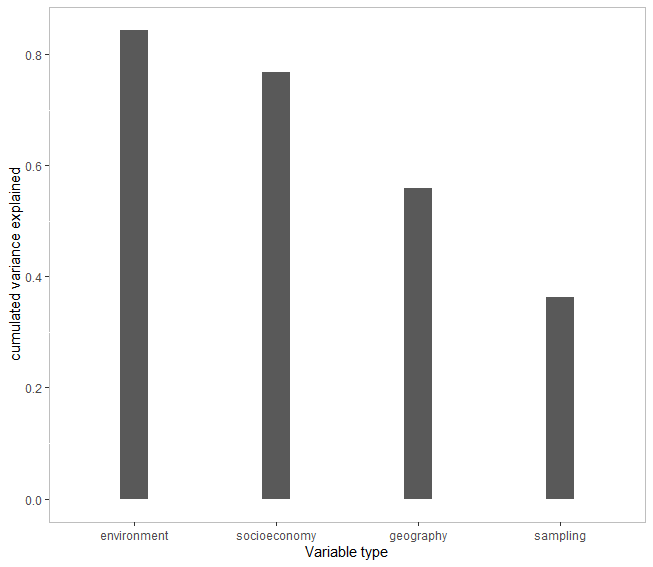 cumulated variance explained
0.8
0.6
0.4
0.2
0.0
environment socioeconomy geography sampling
Variable type